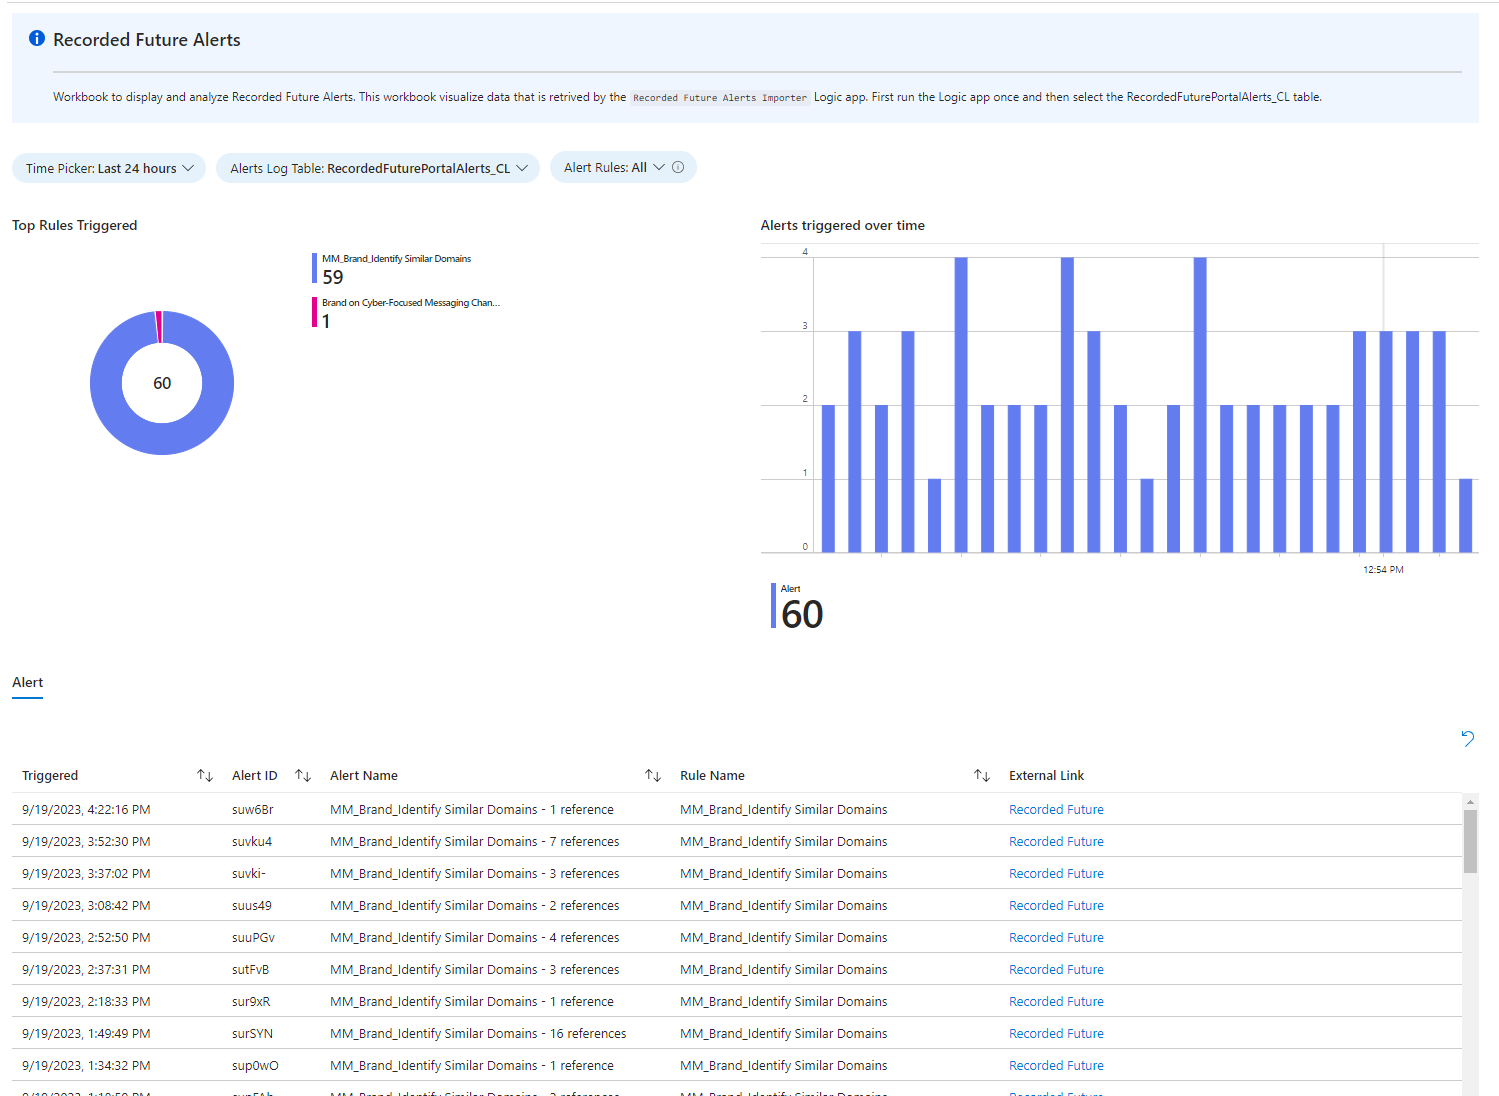 Recorded Future Alerts
Workbook to display and analyze Recorded Future Alerts. This workbook visualize data that is retrived by the Recorded Future Alerts Importer Logic app. First run the Logic app once and then select the RecordedFuturePortalAlerts_CL table.
Time Picker: Last 24 hours
Alerts Log Table: RecordedFuturePortalAlerts_CL
Alert Rules: All
Top Rules Triggered
MM_Brand_Identify Similar Domains
59
Brand on Cyber-Focused Messaging Chan...
1
60
Alerts triggered over time
4
3
2
1
0
12:54 PM
Alert
60
Alert
Triggered Alert ID Alert Name Rule Name External Link
9/19/2023, 4:22:16 PM suw6Br MM_Brand_Identify Similar Domains - 1 reference MM_Brand_Identify Similar Domains Recorded Future
9/19/2023, 3:52:30 PM suvku4 MM_Brand_Identify Similar Domains - 7 references MM_Brand_Identify Similar Domains Recorded Future
9/19/2023, 3:37:02 PM suvki- MM_Brand_Identify Similar Domains - 3 references MM_Brand_Identify Similar Domains Recorded Future
9/19/2023, 3:08:42 PM suus49 MM_Brand_Identify Similar Domains - 2 references MM_Brand_Identify Similar Domains Recorded Future
9/19/2023, 2:52:50 PM suuPGv MM_Brand_Identify Similar Domains - 4 references MM_Brand_Identify Similar Domains Recorded Future
9/19/2023, 2:37:31 PM sutFvB MM_Brand_Identify Similar Domains - 3 references MM_Brand_Identify Similar Domains Recorded Future
9/19/2023, 2:18:33 PM sur9xR MM_Brand_Identify Similar Domains - 1 reference MM_Brand_Identify Similar Domains Recorded Future
9/19/2023, 1:49:49 PM surSYN MM_Brand_Identify Similar Domains - 16 references MM_Brand_Identify Similar Domains Recorded Future
9/19/2023, 1:34:32 PM sup0wO MM_Brand_Identify Similar Domains - 1 reference MM_Brand_Identify Similar Domains Recorded Future